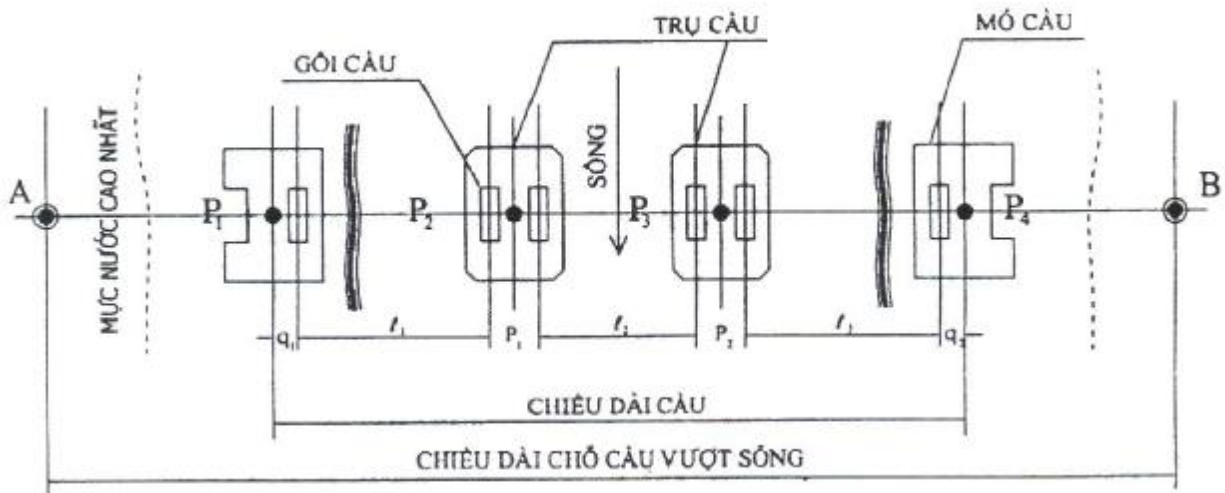 TRỤ CẦU
MỐ CẦU
GỐI CẦU
MỰC NƯỚC CAO NHẤT
SÔNG
A
P₁
P₂
P₃
P₄
B
q₁
ℓ₁
P₁
ℓ₂
P₂
ℓ₃
q₂
CHIỀU DÀI CẦU
CHIỀU DÀI CHỖ CẦU VƯỢT SÔNG